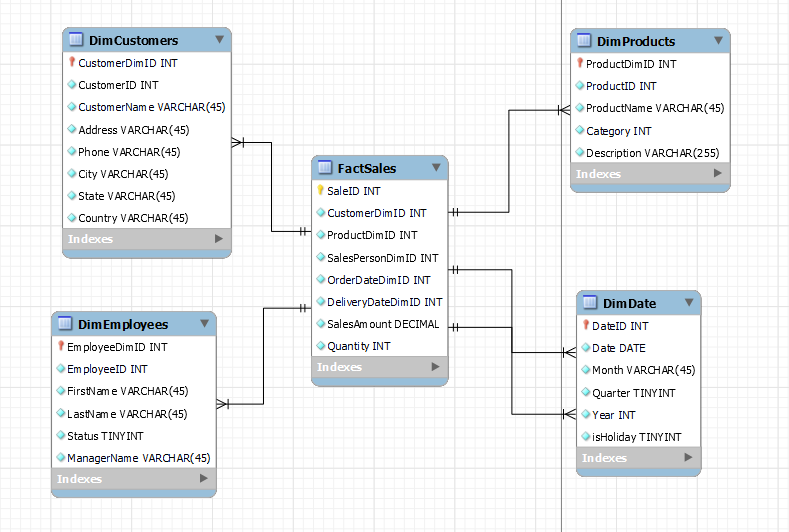 DimCustomers
CustomerDimID INT
CustomerID INT
CustomerName VARCHAR(45)
Address VARCHAR(45)
Phone VARCHAR(45)
City VARCHAR(45)
State VARCHAR(45)
Country VARCHAR(45)
Indexes
DimProducts
ProductDimID INT
ProductID INT
ProductName VARCHAR(45)
Category INT
Description VARCHAR(255)
Indexes
FactSales
SaleID INT
CustomerDimID INT
ProductDimID INT
SalesPersonDimID INT
OrderDateDimID INT
DeliveryDateDimID INT
SalesAmount DECIMAL
Quantity INT
Indexes
DimEmployees
EmployeeDimID INT
EmployeeID INT
FirstName VARCHAR(45)
LastName VARCHAR(45)
Status TINYINT
ManagerName VARCHAR(45)
Indexes
DimDate
DateID INT
Date DATE
Month VARCHAR(45)
Quarter TINYINT
Year INT
isHoliday TINYINT
Indexes